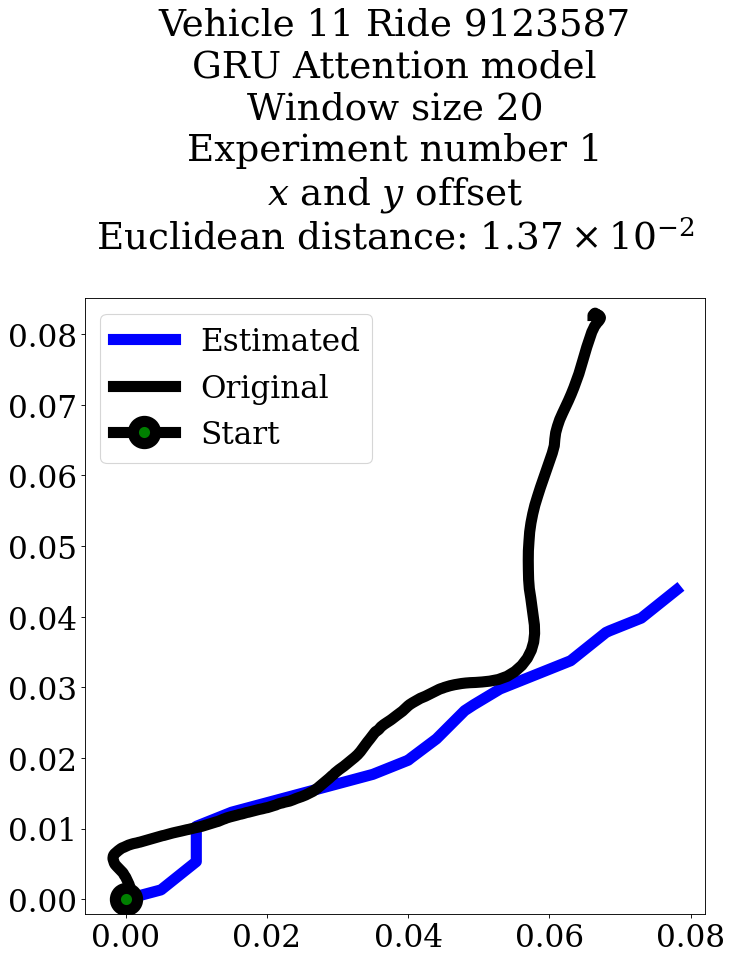 Vehicle 11 Ride 9123587
GRU Attention model
Window size 20
Experiment number 1
x and y offset
Euclidean distance: 1.37 × 10⁻²
Estimated
Original
Start
0.08
0.07
0.06
0.05
0.04
0.03
0.02
0.01
0.00
0.00 0.02 0.04 0.06 0.08